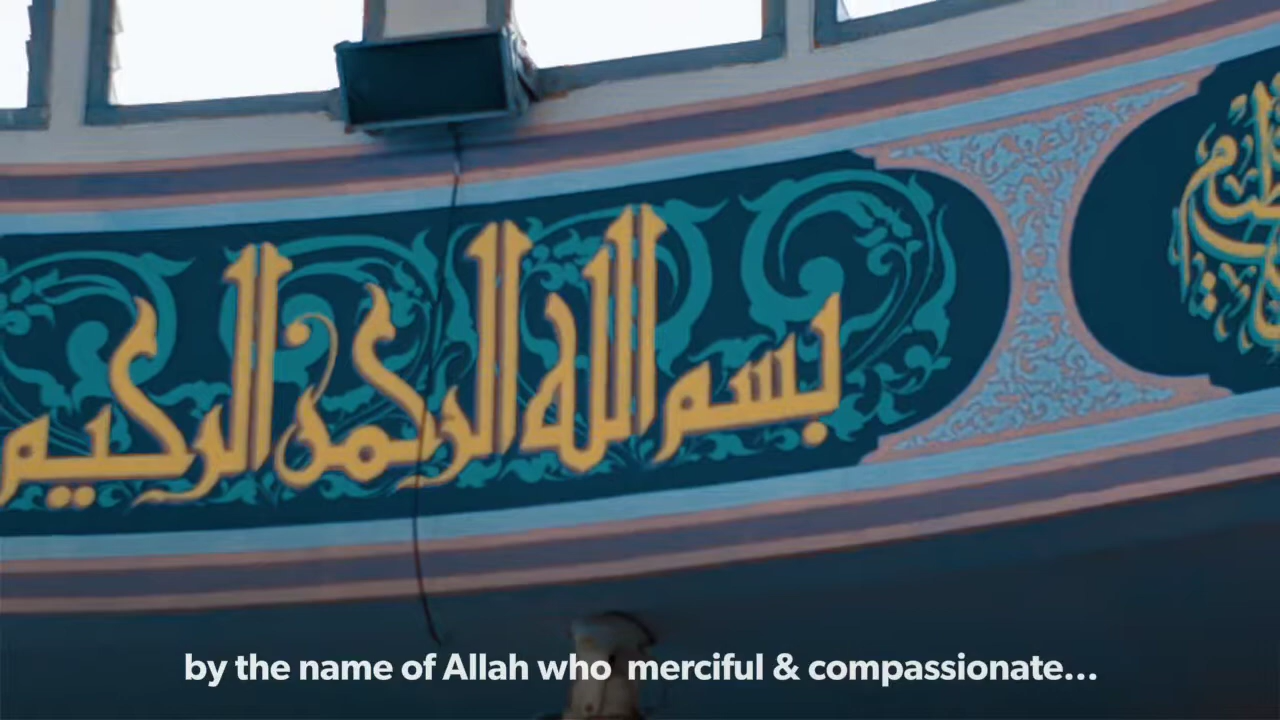 بسم الله الرحمن الرحيم
by the name of Allah who merciful & compassionate...